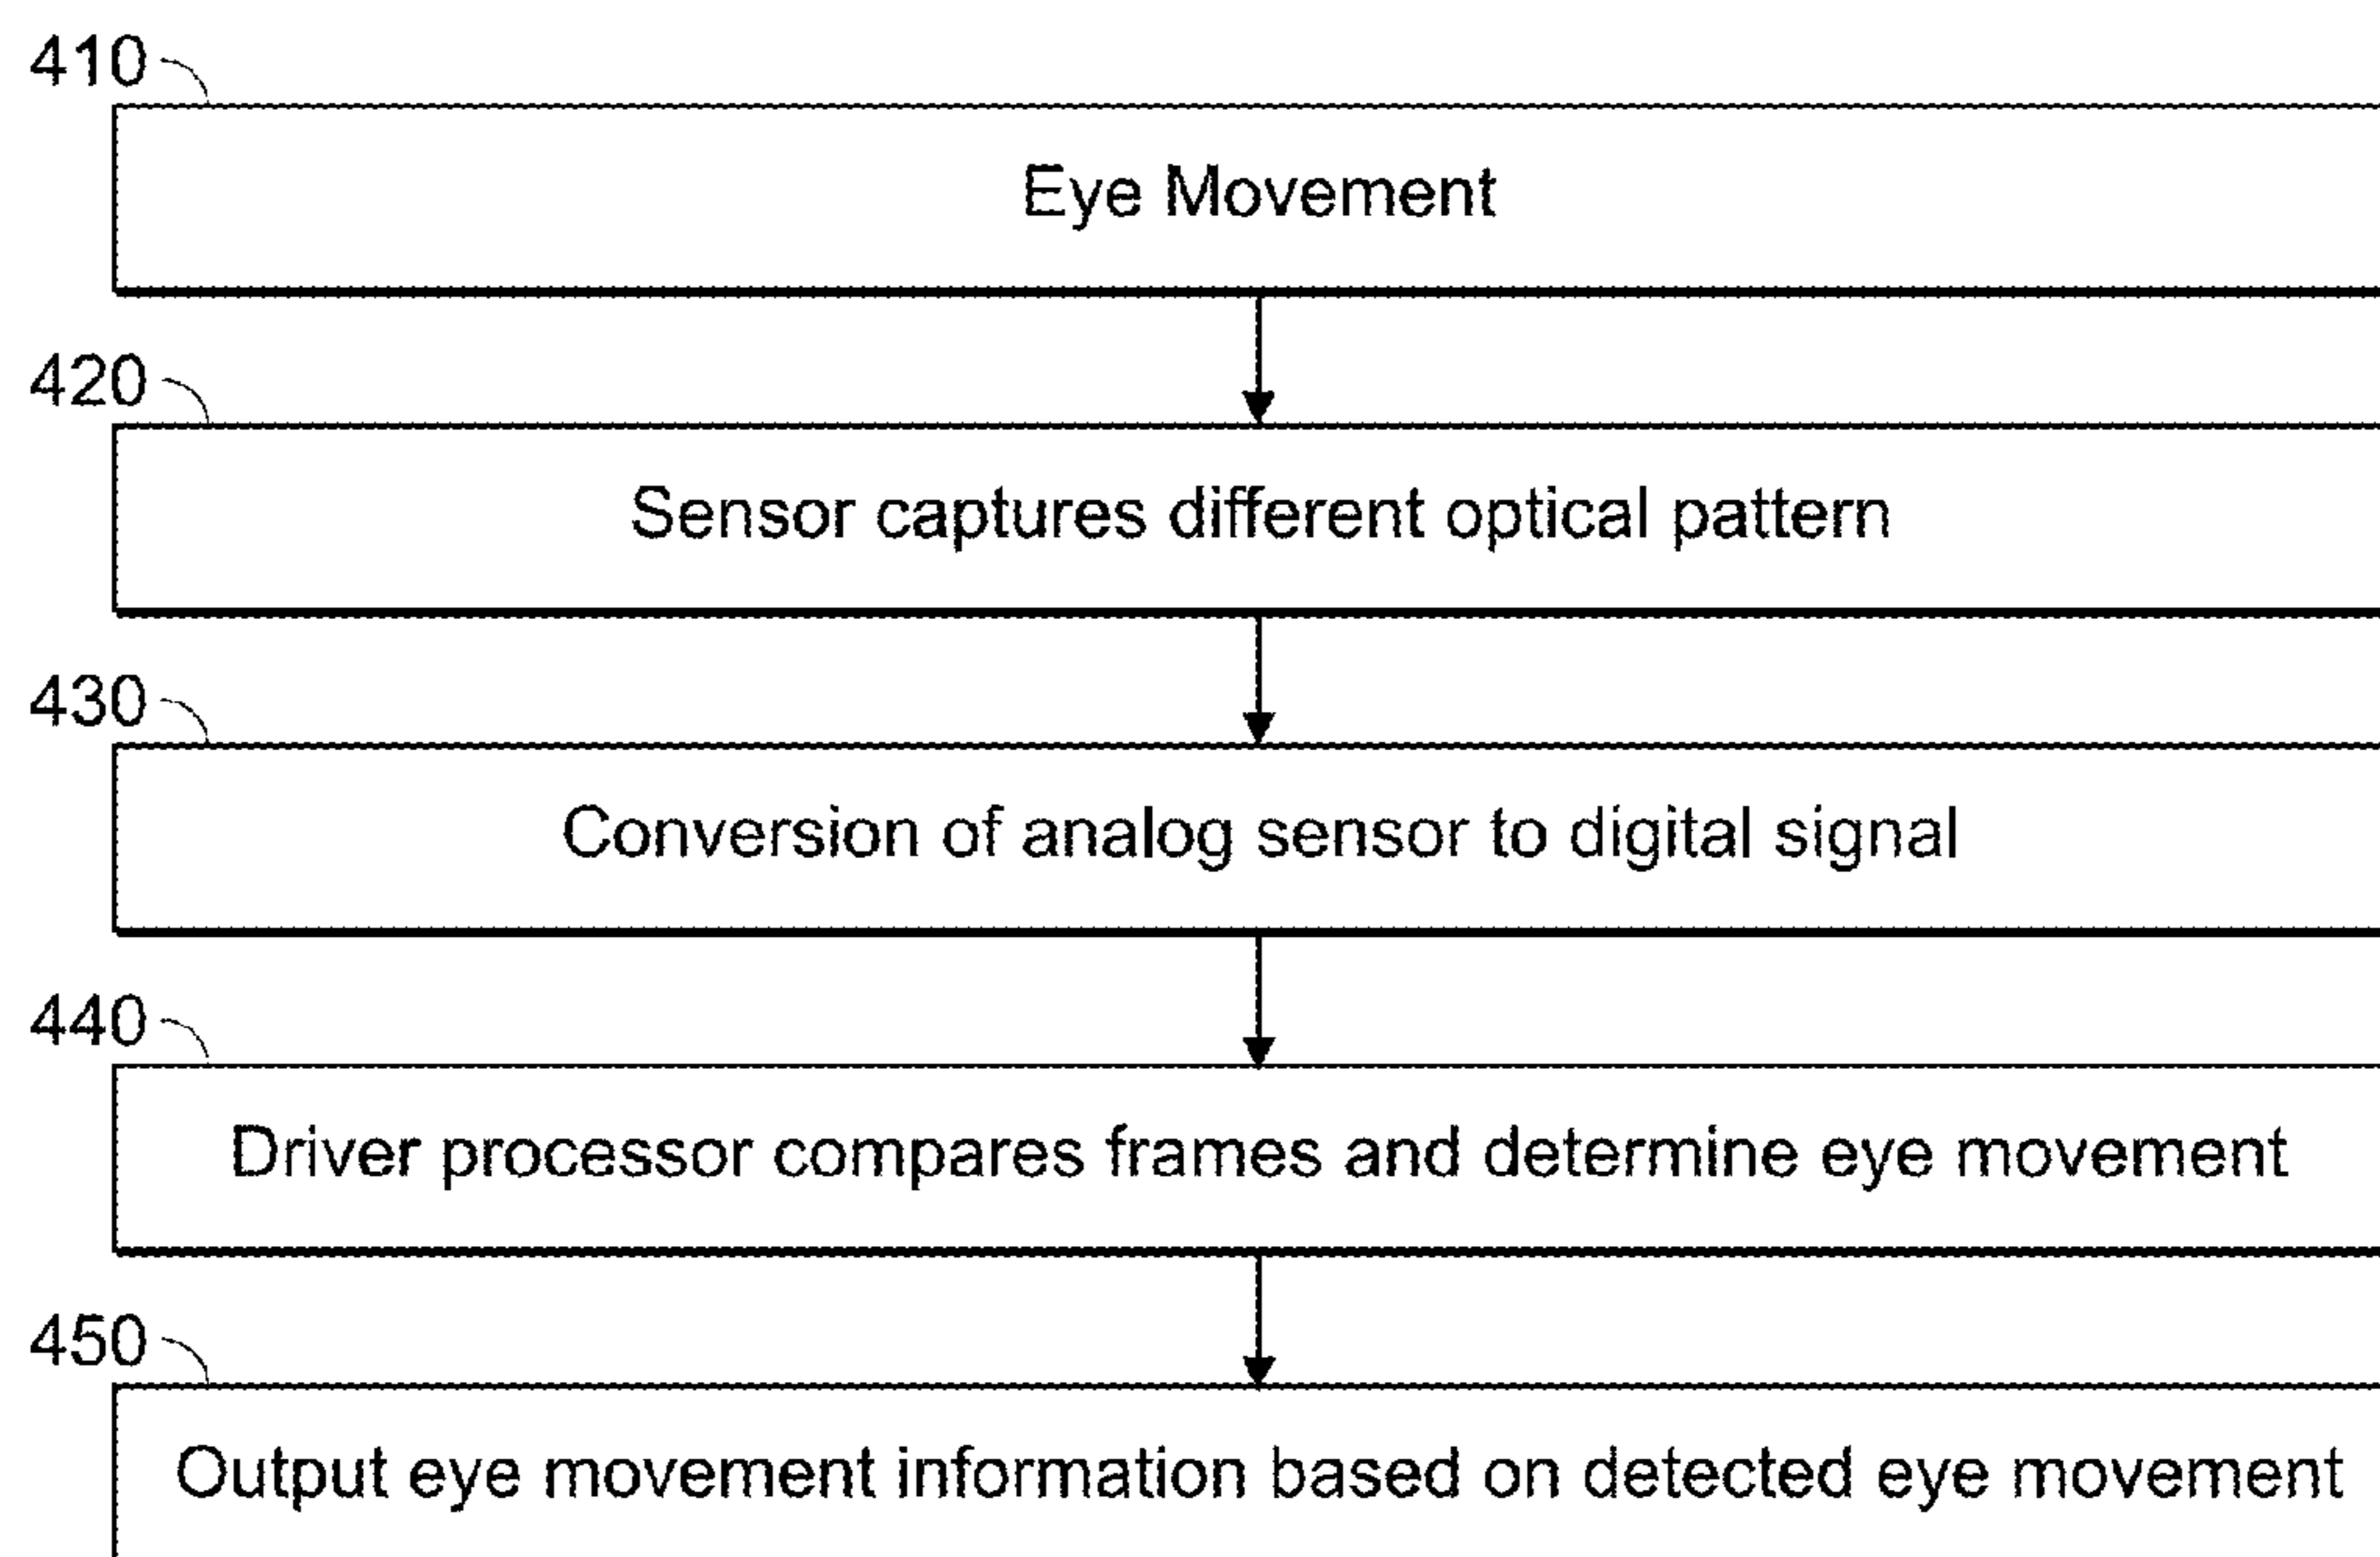 410
Eye Movement
420
Sensor captures different optical pattern
430
Conversion of analog sensor to digital signal
440
Driver processor compares frames and determine eye movement
450
Output eye movement information based on detected eye movement